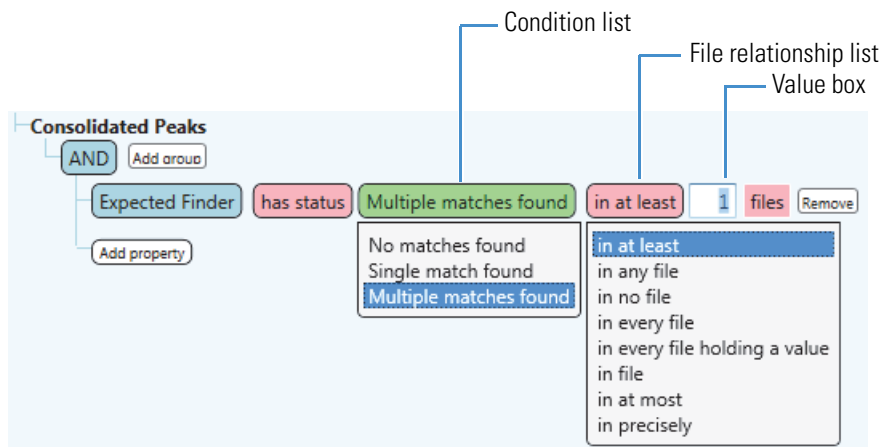 Condition list
File relationship list
Value box
Consolidated Peaks
AND Add group
Expected Finder has status Multiple matches found in at least 1 files Remove
Add property
No matches found
Single match found
Multiple matches found
in at least
in any file
in no file
in every file
in every file holding a value
in file
in at most
in precisely